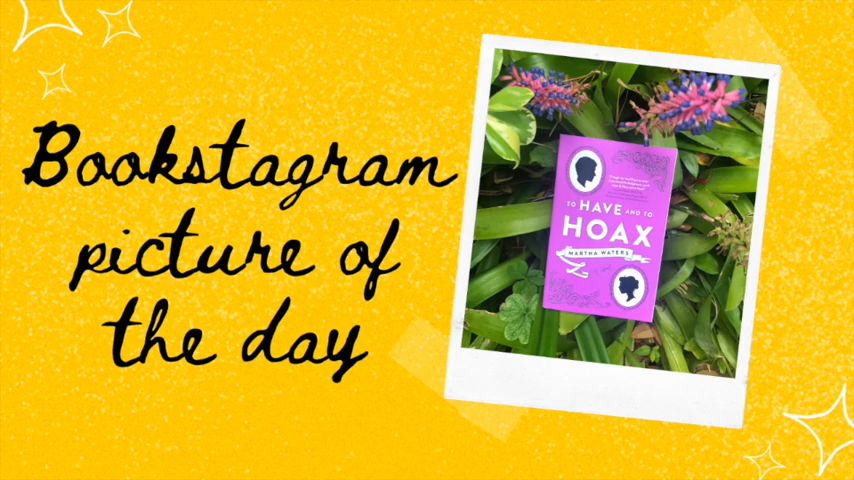 Bookstagram
picture of
the day
TO HAVE AND TO
HOAX
MARTHA WATERS